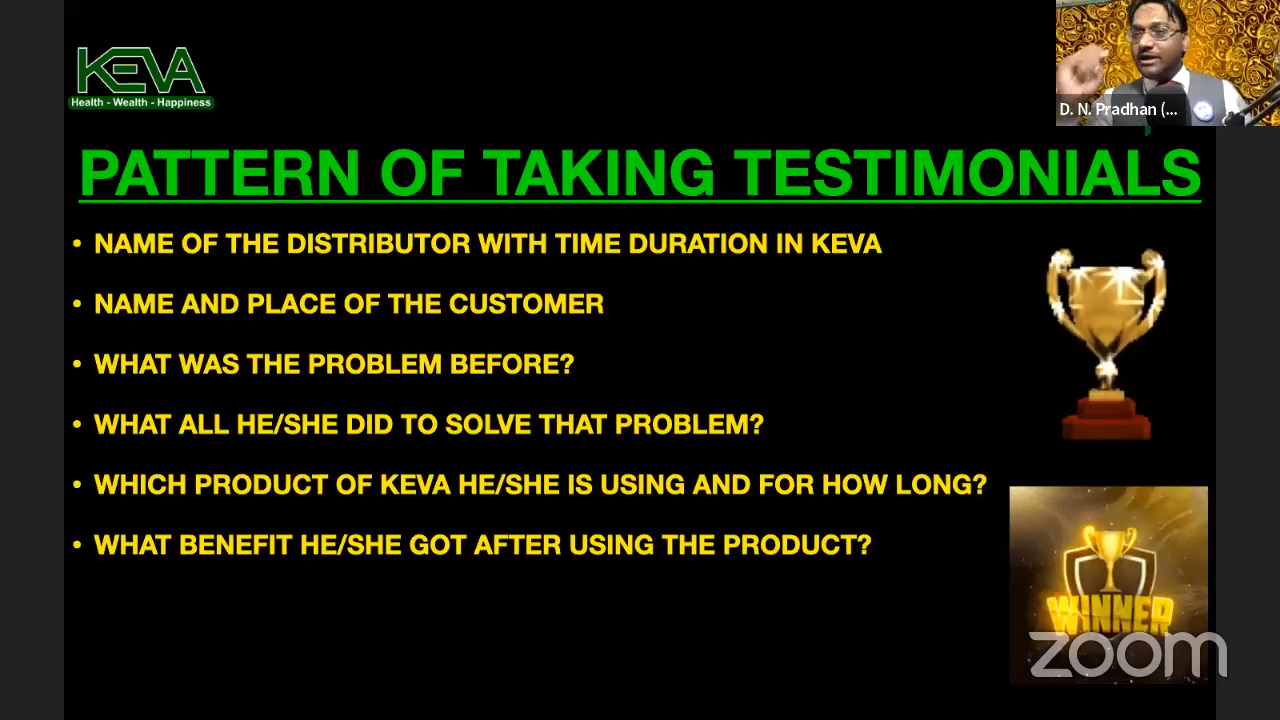 KEVA
Health - Wealth - Happiness
D. N. Pradhan (...
PATTERN OF TAKING TESTIMONIALS
• NAME OF THE DISTRIBUTOR WITH TIME DURATION IN KEVA
• NAME AND PLACE OF THE CUSTOMER
• WHAT WAS THE PROBLEM BEFORE?
• WHAT ALL HE/SHE DID TO SOLVE THAT PROBLEM?
• WHICH PRODUCT OF KEVA HE/SHE IS USING AND FOR HOW LONG?
• WHAT BENEFIT HE/SHE GOT AFTER USING THE PRODUCT?
WINNER
zoom